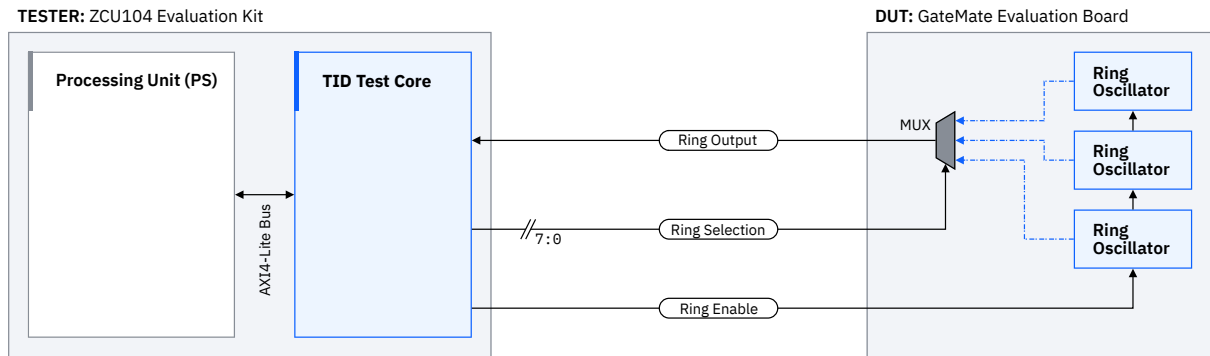 TESTER: ZCU104 Evaluation Kit
DUT: GateMate Evaluation Board
Processing Unit (PS)
TID Test Core
Ring
Oscillator
MUX
Ring Output
Ring
Oscillator
AXI4-Lite Bus
Ring Selection
7:0
Ring
Oscillator
Ring Enable